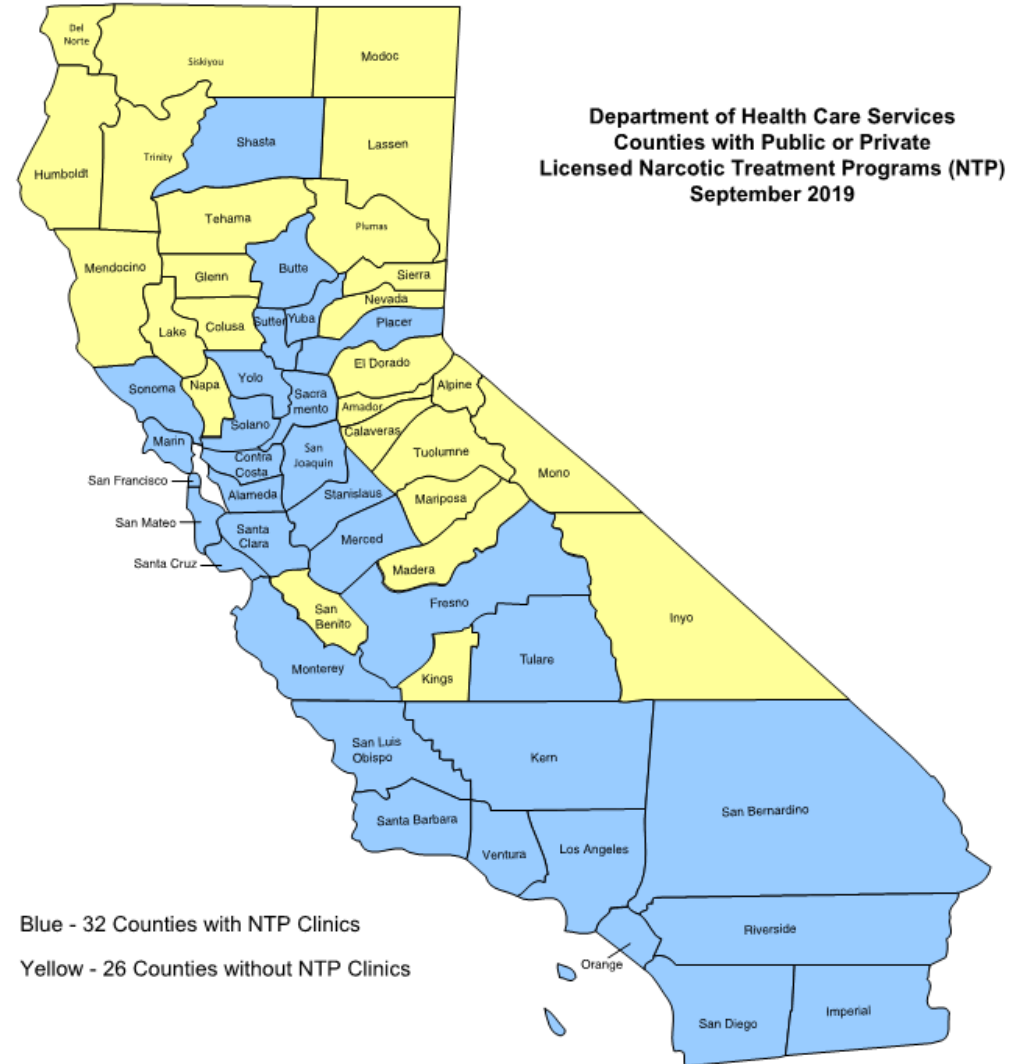 Department of Health Care Services
Counties with Public or Private
Licensed Narcotic Treatment Programs (NTP)
September 2019
Del
Norte
Siskiyou
Modoc
Shasta
Lassen
Trinity
Humboldt
Tehama
Plumas
Mendocino
Glenn
Butte
Sierra
Nevada
Lake
Colusa
Sutter
Yuba
Placer
El Dorado
Sonoma
Napa
Yolo
Sacra
mento
Alpine
Amador
Solano
Calaveras
Marin
Contra
Costa
San
Joaquin
Tuolumne
Mono
San Francisco
Alameda
Stanislaus
Mariposa
San Mateo
Santa
Clara
Merced
Santa Cruz
Madera
San
Benito
Fresno
Inyo
Monterey
Kings
Tulare
San Luis
Obispo
Kern
Santa Barbara
San Bernardino
Ventura
Los Angeles
Blue - 32 Counties with NTP Clinics
Yellow - 26 Counties without NTP Clinics
Riverside
Orange
San Diego
Imperial